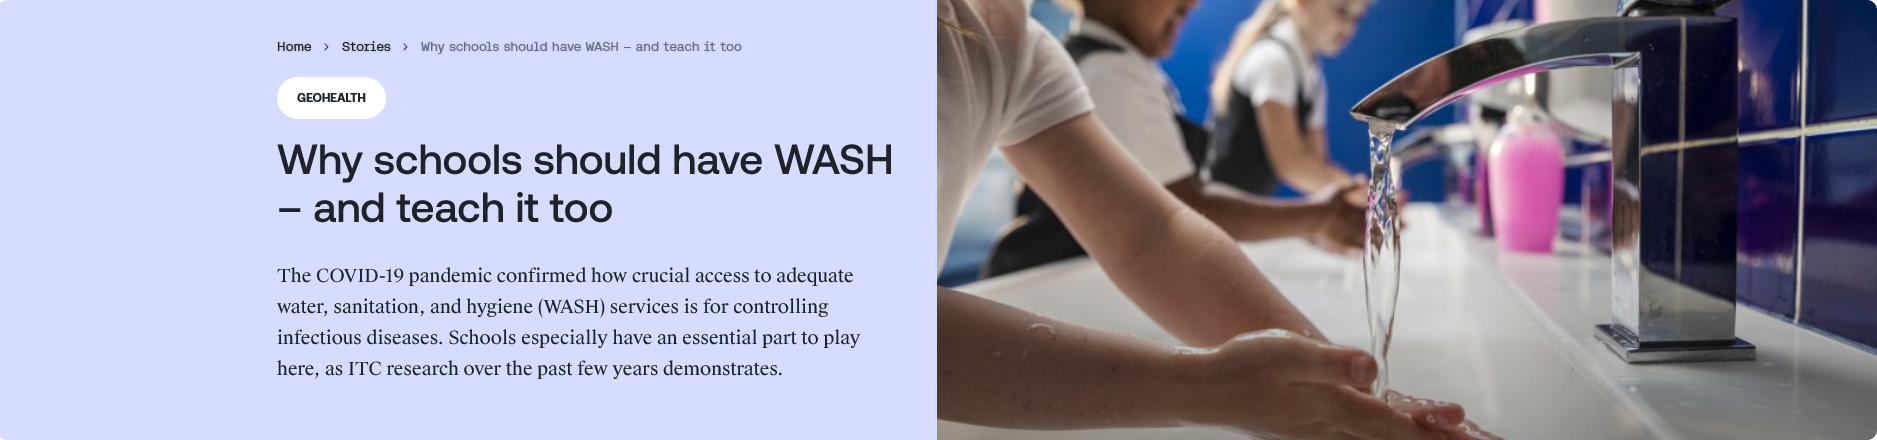 Home > Stories > Why schools should have WASH – and teach it too
GEOHEALTH
Why schools should have WASH
– and teach it too
The COVID-19 pandemic confirmed how crucial access to adequate
water, sanitation, and hygiene (WASH) services is for controlling
infectious diseases. Schools especially have an essential part to play
here, as ITC research over the past few years demonstrates.